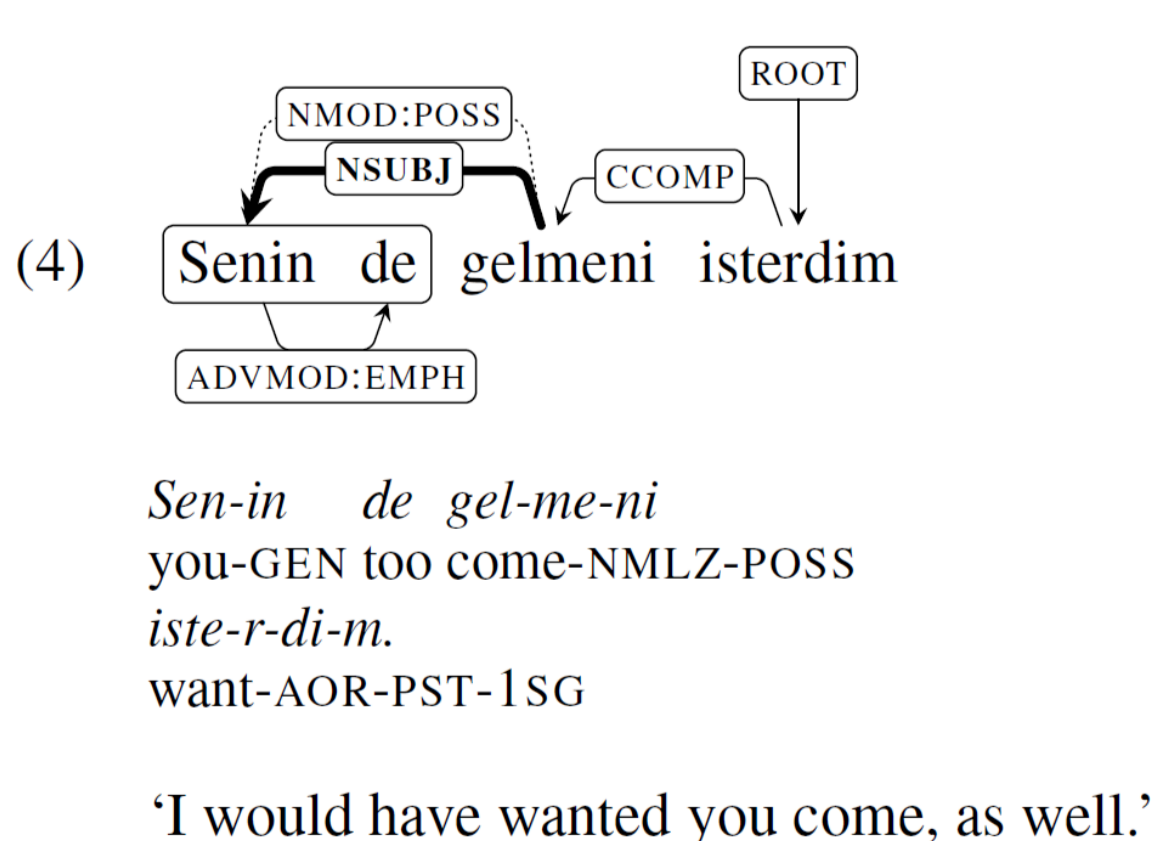 ROOT
NMOD:POSS
NSUBJ
CCOMP
(4) Senin de gelmeni isterdim
ADVMOD:EMPH
Sen-in de gel-me-ni
you-GEN too come-NMLZ-POSS
iste-r-di-m.
want-AOR-PST-1SG
‘I would have wanted you come, as well.’